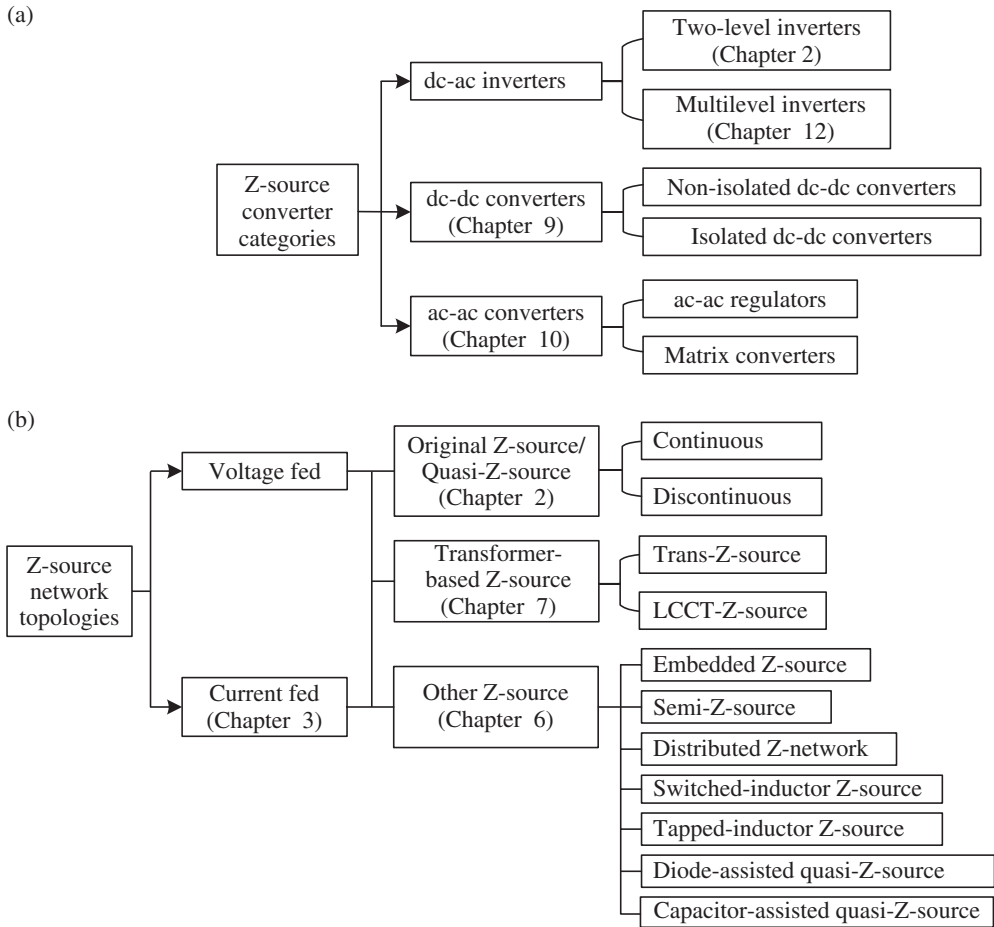 (a)
Z-source
converter
categories
dc-ac inverters
Two-level inverters
(Chapter 2)
Multilevel inverters
(Chapter 12)
dc-dc converters
(Chapter 9)
Non-isolated dc-dc converters
Isolated dc-dc converters
ac-ac converters
(Chapter 10)
ac-ac regulators
Matrix converters
(b)
Z-source
network
topologies
Voltage fed
Current fed
(Chapter 3)
Original Z-source/
Quasi-Z-source
(Chapter 2)
Continuous
Discontinuous
Transformer-
based Z-source
(Chapter 7)
Trans-Z-source
LCCT-Z-source
Other Z-source
(Chapter 6)
Embedded Z-source
Semi-Z-source
Distributed Z-network
Switched-inductor Z-source
Tapped-inductor Z-source
Diode-assisted quasi-Z-source
Capacitor-assisted quasi-Z-source